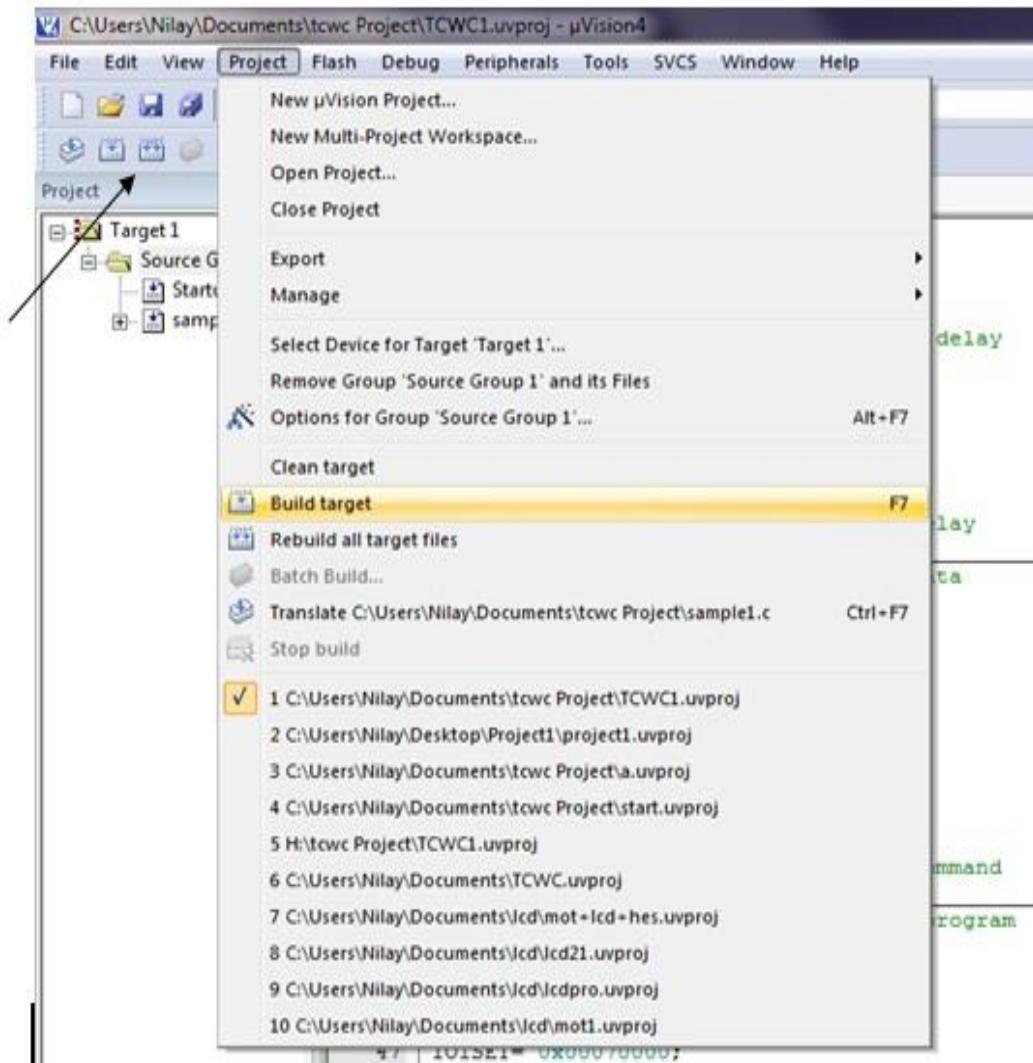 C:\Users\Nilay\Documents\tcwc Project\TCWC1.uvproj - µVision4
File Edit View Project Flash Debug Peripherals Tools SVCS Window Help
New µVision Project...
New Multi-Project Workspace...
Open Project...
Close Project
Project
Target 1
Source G
Startu
samp
Export
Manage
Select Device for Target 'Target 1'...
Remove Group 'Source Group 1' and its Files
Options for Group 'Source Group 1'... Alt+F7
Clean target
Build target F7
Rebuild all target files
Batch Build...
Translate C:\Users\Nilay\Documents\tcwc Project\sample1.c Ctrl+F7
Stop build
1 C:\Users\Nilay\Documents\tcwc Project\TCWC1.uvproj
2 C:\Users\Nilay\Desktop\Project1\project1.uvproj
3 C:\Users\Nilay\Documents\tcwc Project\a.uvproj
4 C:\Users\Nilay\Documents\tcwc Project\start.uvproj
5 H:\tcwc Project\TCWC1.uvproj
6 C:\Users\Nilay\Documents\TCWC.uvproj
7 C:\Users\Nilay\Documents\lcd\mot+lcd+hes.uvproj
8 C:\Users\Nilay\Documents\lcd\lcd21.uvproj
9 C:\Users\Nilay\Documents\lcd\lcdpro.uvproj
10 C:\Users\Nilay\Documents\lcd\mot1.uvproj
delay
lay
ta
mmand
rogram
47 IO1SET= 0x00070000;